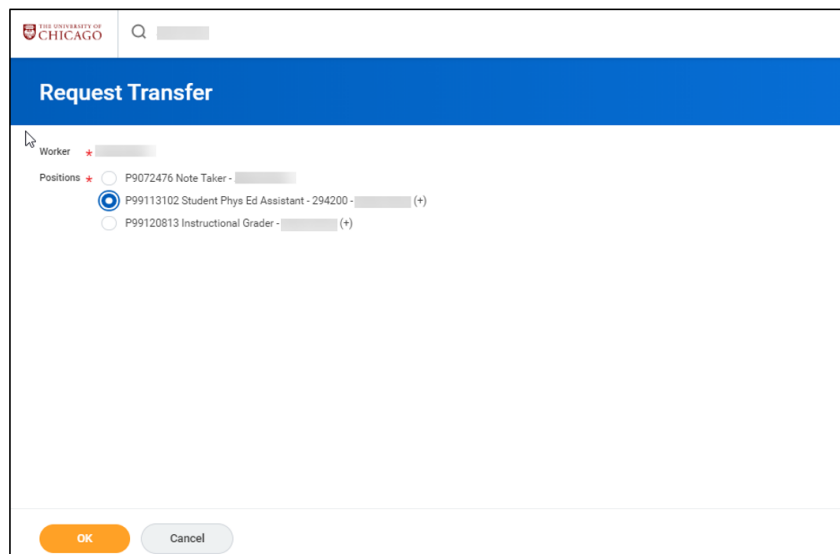 THE UNIVERSITY OF
CHICAGO
Request Transfer
Worker *
Positions * P9072476 Note Taker -
P99113102 Student Phys Ed Assistant - 294200 - (+)
P99120813 Instructional Grader - (+)
OK Cancel